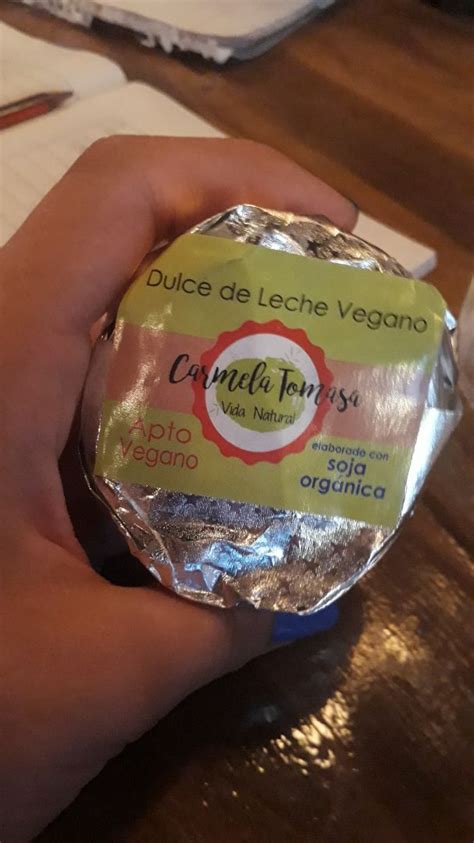 Dulce de Leche Vegano
Carmela Tomasa
Vida Natural
Apto
Vegano
elaborado con
soja
orgánica